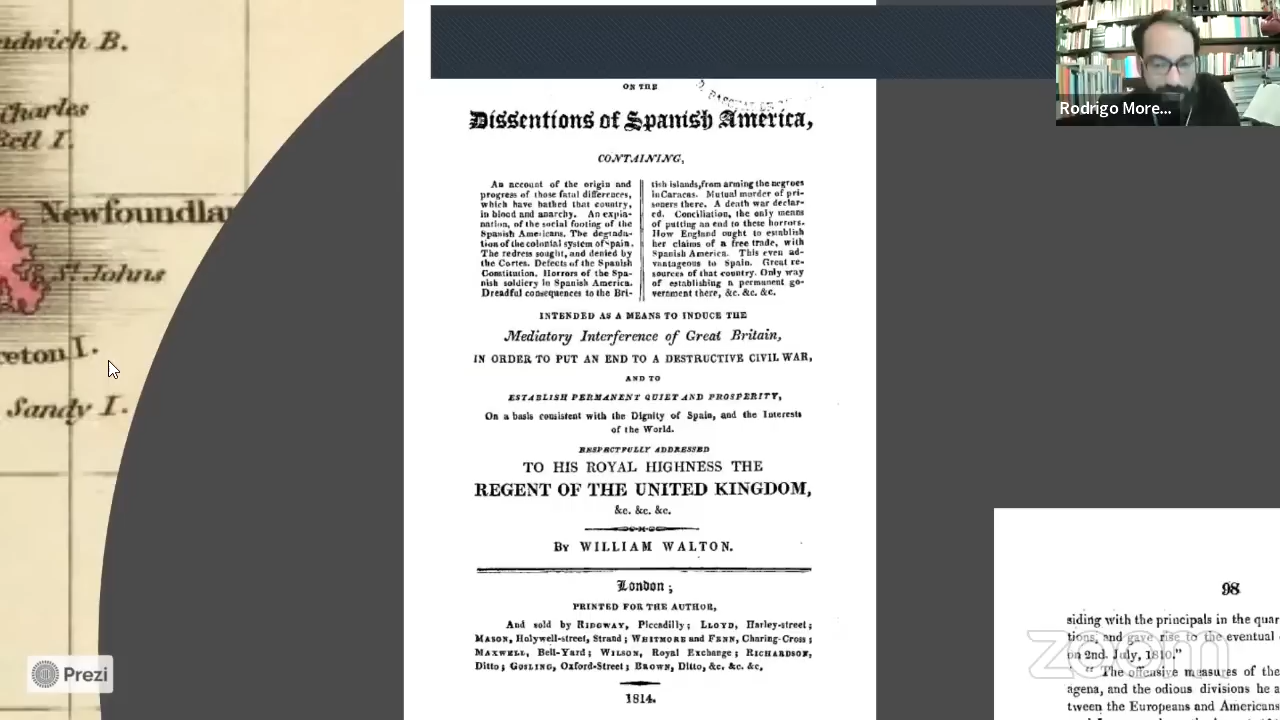 ndwich B.
Charles
Bell I.
Newfoundla
St. Johns
reton I.
Sandy I.
Prezi
ON THE
Dissentions of Spanish America,
CONTAINING,
An account of the origin and
progress of those fatal differences,
which have bathed that country,
in blood and anarchy. An expla-
nation, of the social footing of the
Spanish Americans. The degrada-
tion of the colonial system of Spain.
The redress sought, and denied by
the Cortes. Defects of the Spanish
Constitution. Horrors of the Spa-
nish soldiery in Spanish America.
Dreadful consequences to the Bri-
tish islands, from arming the negroes
in Caracas. Mutual murder of pri-
soners there. A death war declar-
ed. Conciliation, the only means
of putting an end to these horrors.
How England ought to establish
her claims of a free trade, with
Spanish America. This even ad-
vantageous to Spain. Great re-
sources of that country. Only way
of establishing a permanent go-
vernment there, &c. &c. &c.
INTENDED AS A MEANS TO INDUCE THE
Mediatory Interference of Great Britain,
IN ORDER TO PUT AN END TO A DESTRUCTIVE CIVIL WAR,
AND TO
ESTABLISH PERMANENT QUIET AND PROSPERITY,
On a basis consistent with the Dignity of Spain, and the Interests
of the World.
RESPECTFULLY ADDRESSED
TO HIS ROYAL HIGHNESS THE
REGENT OF THE UNITED KINGDOM,
&c. &c. &c.
By WILLIAM WALTON.
London;
PRINTED FOR THE AUTHOR,
And sold by RIDGWAY, Piccadilly; LLOYD, Harley-street;
MASON, Holywell-street, Strand; WHITMORE and FENN, Charing-Cross;
MAXWELL, Bell-Yard; WILSON, Royal Exchange; RICHARDSON,
Ditto; GOSLING, Oxford-Street; BROWN, Ditto, &c. &c. &c.
1814.
Rodrigo More...
98
siding with the principals in the quar
tions, and gave rise to the eventual
on 2nd. July, 1810."
" The offensive measures of the
agena, and the odious divisions he a
tween the Europeans and Americans
zoom